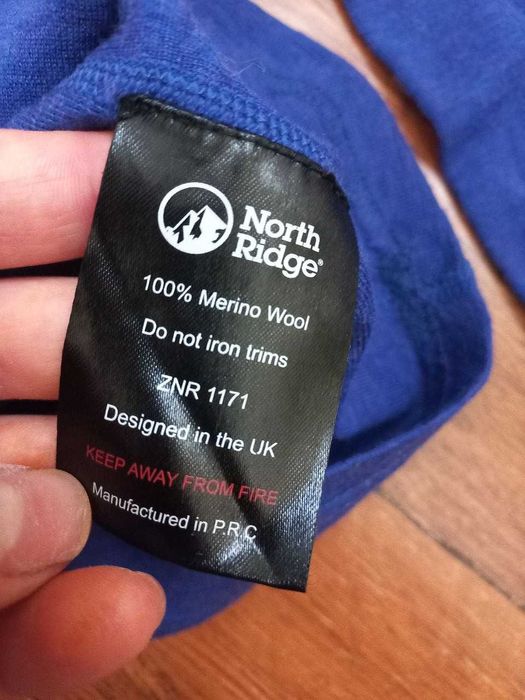 North
Ridge®
100% Merino Wool
Do not iron trims
ZNR 1171
Designed in the UK
KEEP AWAY FROM FIRE
Manufactured in P.R.C